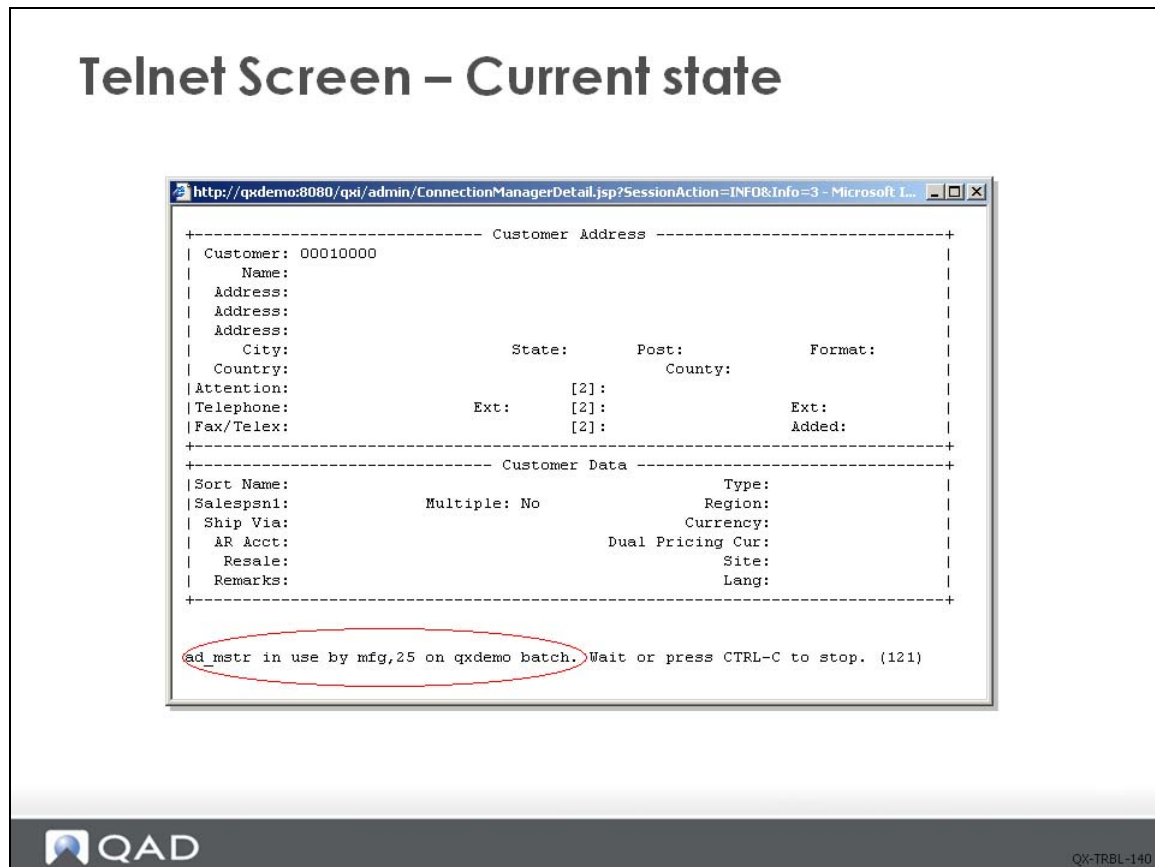 Telnet Screen – Current state
http://qxdemo:8080/qxi/admin/ConnectionManagerDetail.jsp?SessionAction=INFO&Info=3 - Microsoft I...
+------------------------------ Customer Address ------------------------------+
| Customer: 00010000 |
| Name: |
| Address: |
| Address: |
| Address: |
| City: State: Post: Format: |
| Country: County: |
|Attention: [2]: |
|Telephone: Ext: [2]: Ext: |
|Fax/Telex: [2]: Added: |
+------------------------------------------------------------------------------+
+------------------------------- Customer Data --------------------------------+
|Sort Name: Type: |
|Salespsn1: Multiple: No Region: |
| Ship Via: Currency: |
| AR Acct: Dual Pricing Cur: |
| Resale: Site: |
| Remarks: Lang: |
+------------------------------------------------------------------------------+
ad_mstr in use by mfg,25 on qxdemo batch. Wait or press CTRL-C to stop. (121)
QAD
QX-TRBL-140